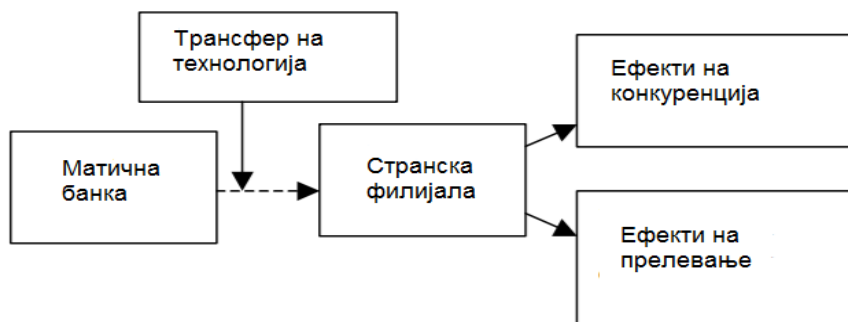 Трансфер на
технологија
Матична
банка
Странска
филијала
Ефекти на
конкуренција
Ефекти на
прелевање